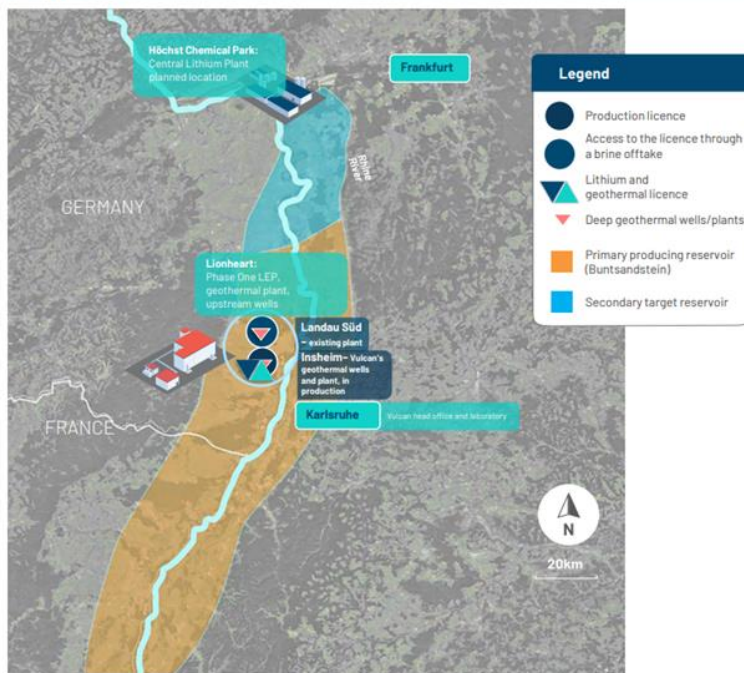 Höchst Chemical Park:
Central Lithium Plant
planned location
Frankfurt
Legend
Production licence
Access to the licence through
a brine offtake
Lithium and
geothermal licence
Deep geothermal wells/plants
Primary producing reservoir
(Buntsandstein)
Secondary target reservoir
Rhine
River
GERMANY
Lionheart:
Phase One LEP,
geothermal plant,
upstream wells
Landau Süd
– existing plant
Insheim– Vulcan's
geothermal wells
and plant, in
production
Karlsruhe
Vulcan head office and laboratory
FRANCE
N
20km